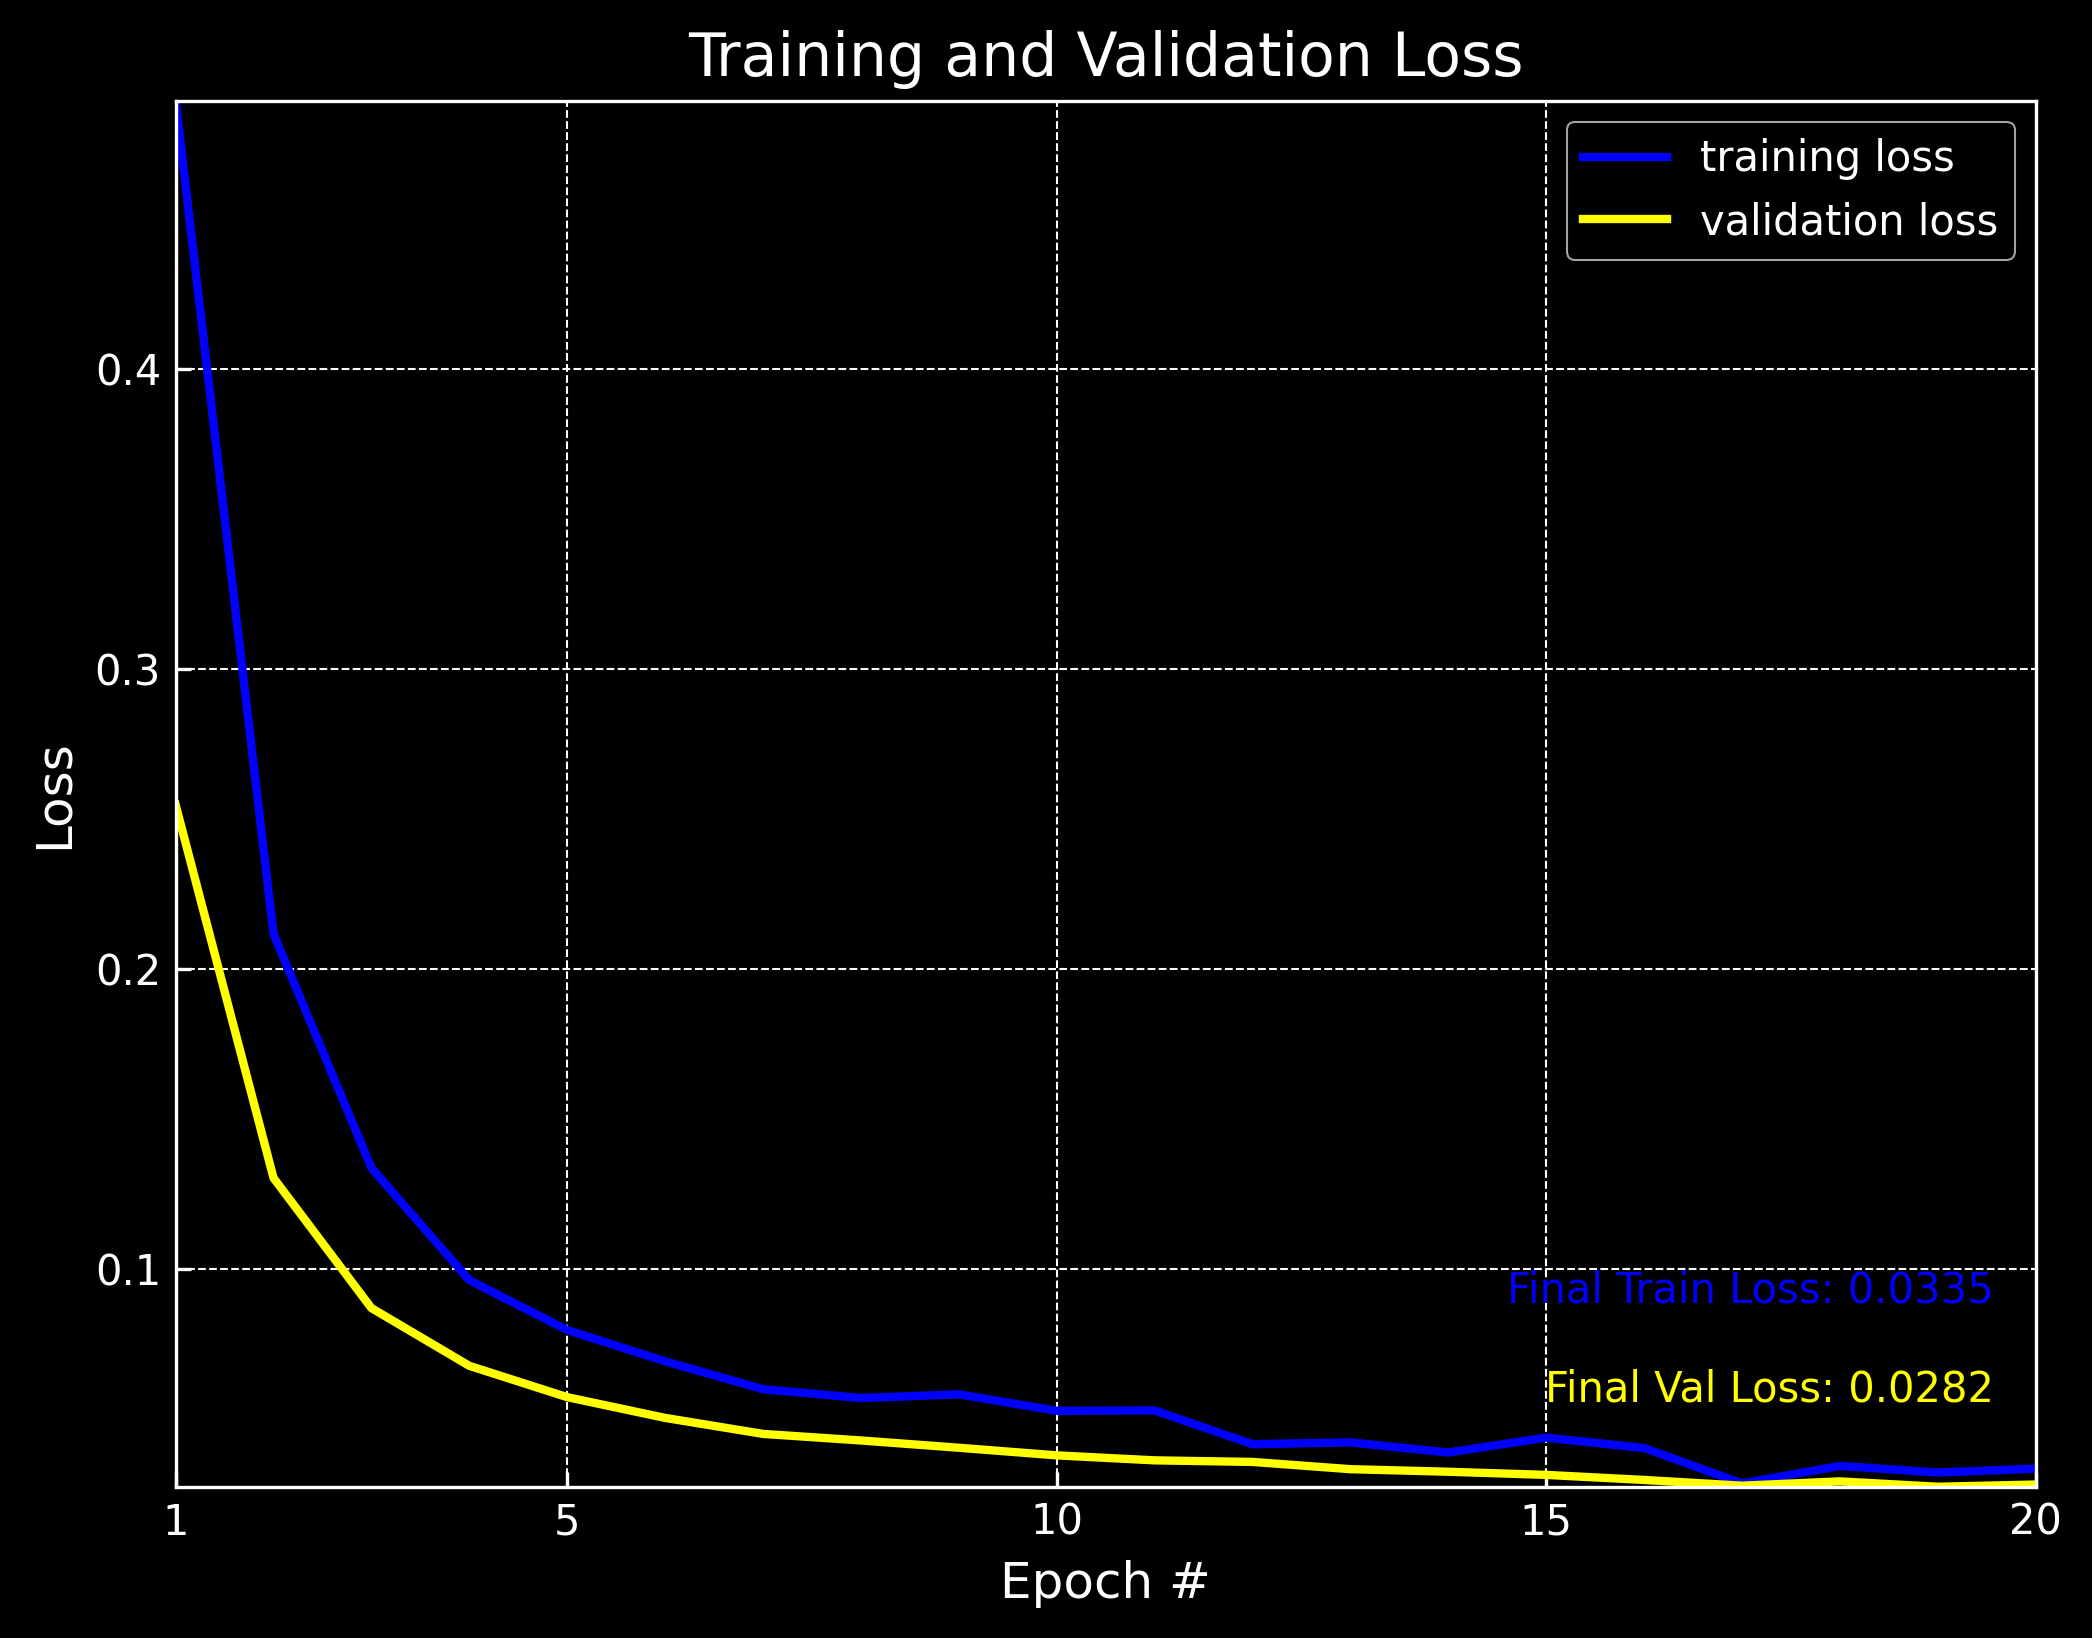 Training and Validation Loss
training loss
validation loss
0.4
0.3
0.2
0.1
Loss
Final Train Loss: 0.0335
Final Val Loss: 0.0282
1 5 10 15 20
Epoch #